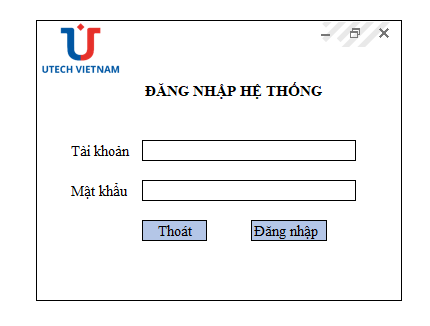 UTECH VIETNAM
ĐĂNG NHẬP HỆ THỐNG
Tài khoản
Mật khẩu
Thoát Đăng nhập